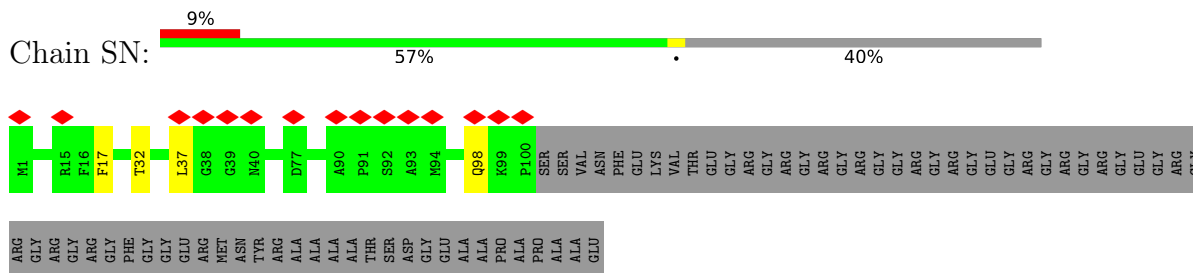 Chain SN:
9%
57%
•
40%
M1 R15 F16 F17 T32 L37 G38 G39 N40 D77 A90 P91 S92 A93 M94 Q98 K99 P100 SER SER VAL ASN PHE GLU LYS VAL THR GLU GLY ARG GLY ARG GLY ARG GLY ARG GLY GLY ARG GLY ARG GLY GLU GLY ARG GLY ARG GLY GLU GLY ARG
ARG GLY ARG GLY ARG GLY PHE GLY GLY GLU ARG MET ASN TYR ARG ALA ALA ALA ALA THR SER ASP GLY GLU ALA ALA PRO ALA PRO ALA ALA GLU